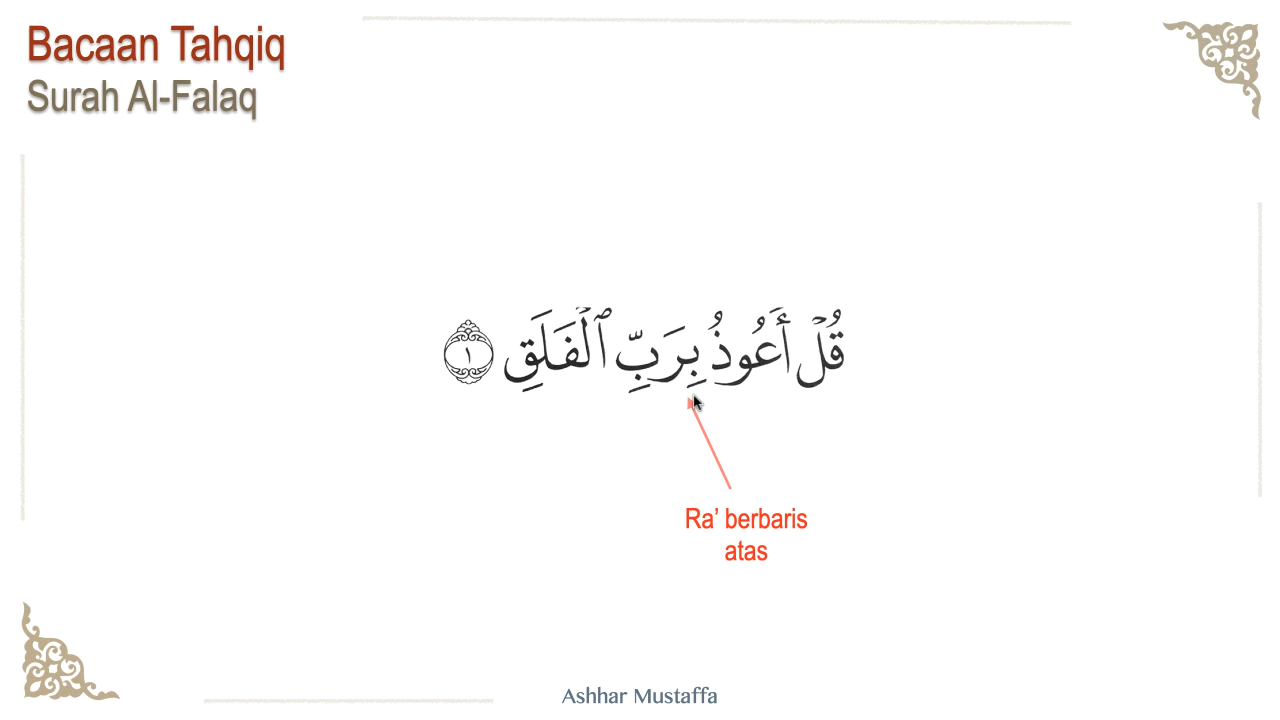 Bacaan Tahqiq
Surah Al-Falaq
قُلۡ أَعُوذُ بِرَبِّ ٱلۡفَلَقِ ١
Ra’ berbaris
atas
Ashhar Mustaffa